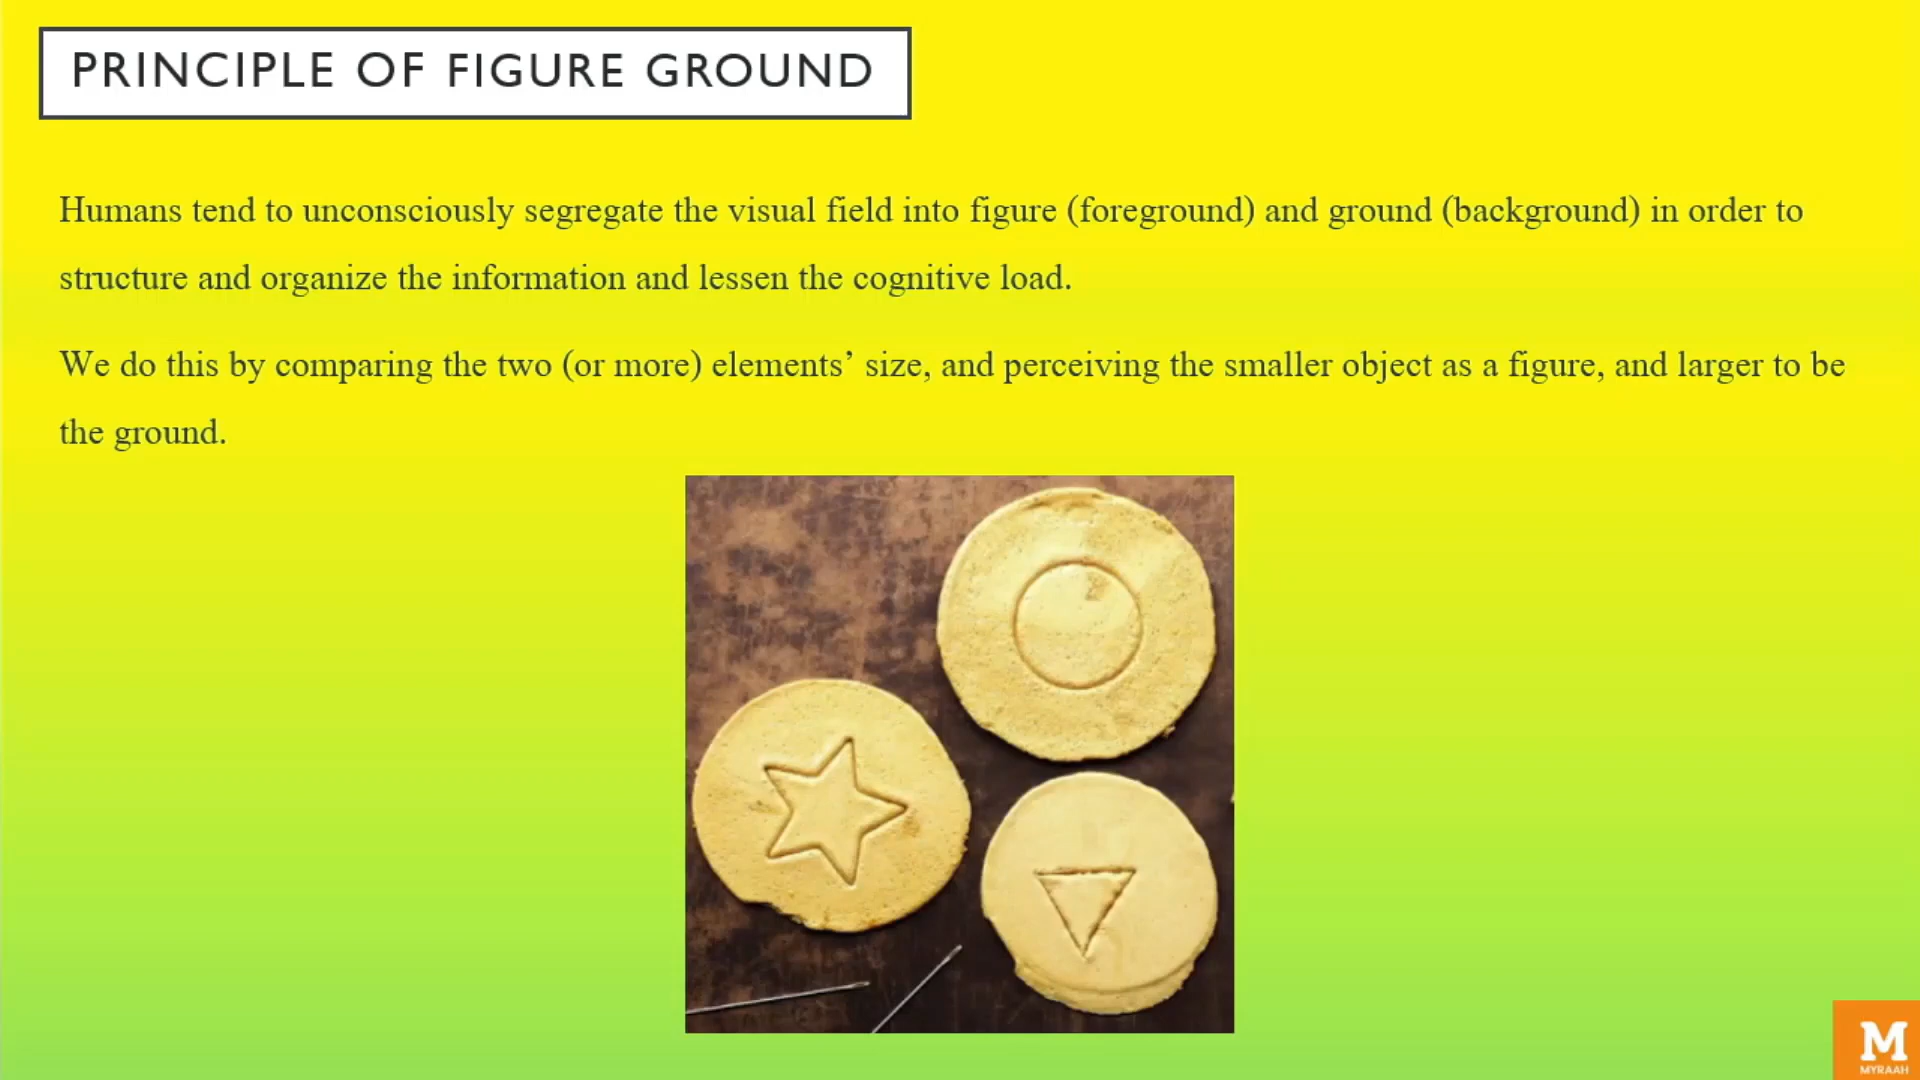 PRINCIPLE OF FIGURE GROUND
Humans tend to unconsciously segregate the visual field into figure (foreground) and ground (background) in order to
structure and organize the information and lessen the cognitive load.
We do this by comparing the two (or more) elements’ size, and perceiving the smaller object as a figure, and larger to be
the ground.
M
MYRAAH